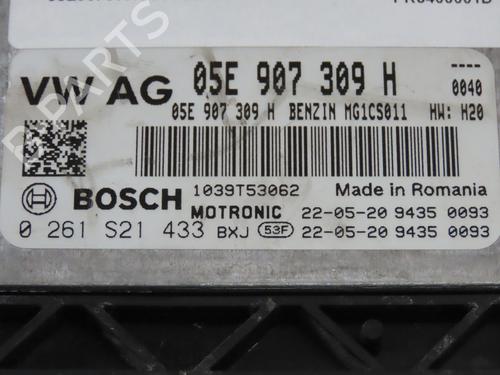 VW AG 05E 907 309 H ----
0040
05E 907 309 H BENZIN MG1CS011 HW: H20
BOSCH 1039T53062 Made in Romania
MOTRONIC 22-05-20 9435 0093
0 261 S21 433 BXJ 53F 22-05-20 9435 0093
B PARTS